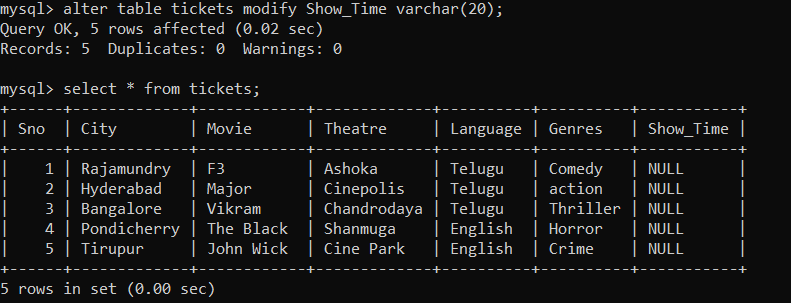 mysql> alter table tickets modify Show_Time varchar(20);
Query OK, 5 rows affected (0.02 sec)
Records: 5  Duplicates: 0  Warnings: 0

mysql> select * from tickets;
+------+-------------+-----------+------------+----------+----------+-----------+
| Sno  | City        | Movie     | Theatre    | Language | Genres   | Show_Time |
+------+-------------+-----------+------------+----------+----------+-----------+
|    1 | Rajamundry  | F3        | Ashoka     | Telugu   | Comedy   | NULL      |
|    2 | Hyderabad   | Major     | Cinepolis  | Telugu   | action   | NULL      |
|    3 | Bangalore   | Vikram    | Chandrodaya | Telugu   | Thriller | NULL      |
|    4 | Pondicherry | The Black | Shanmuga   | English  | Horror   | NULL      |
|    5 | Tirupur     | John Wick | Cine Park  | English  | Crime    | NULL      |
+------+-------------+-----------+------------+----------+----------+-----------+
5 rows in set (0.00 sec)